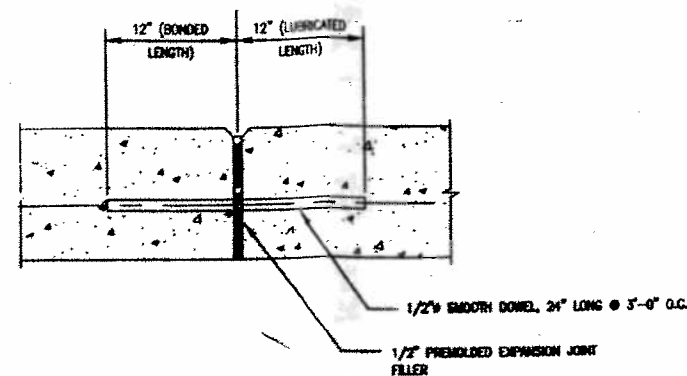 12" (BONDED LENGTH)
12" (LUBRICATED LENGTH)
1/2"ø SMOOTH DOWEL, 24" LONG @ 3'-0" O.C.
1/2" PREMOLDED EXPANSION JOINT
FILLER